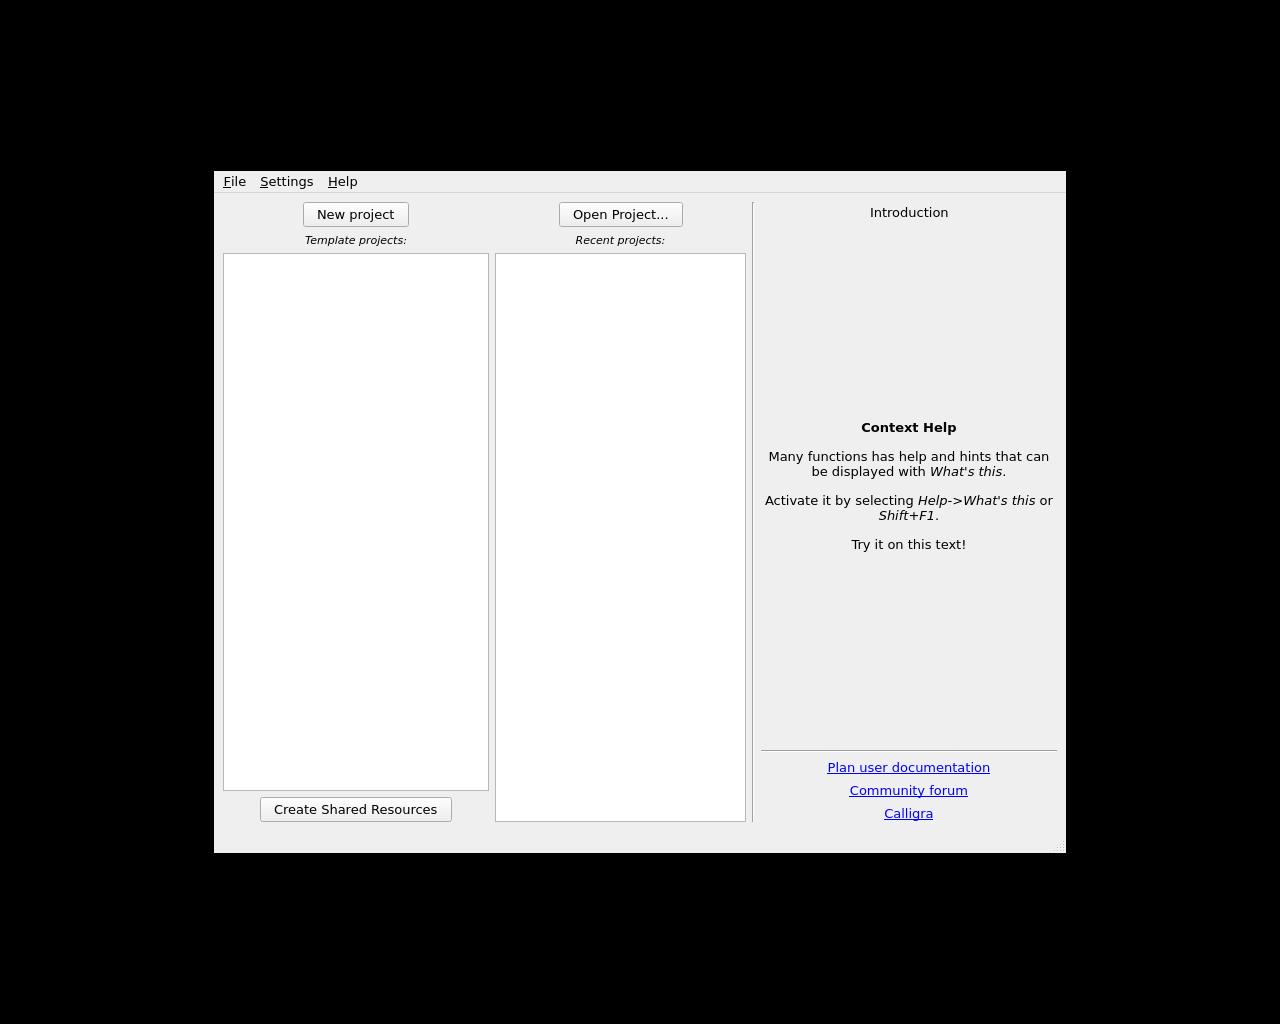 File Settings Help
New project
Open Project...
Introduction
Template projects:
Recent projects:
Context Help
Many functions has help and hints that can
be displayed with What's this.
Activate it by selecting Help->What's this or
Shift+F1.
Try it on this text!
Plan user documentation
Community forum
Calligra
Create Shared Resources